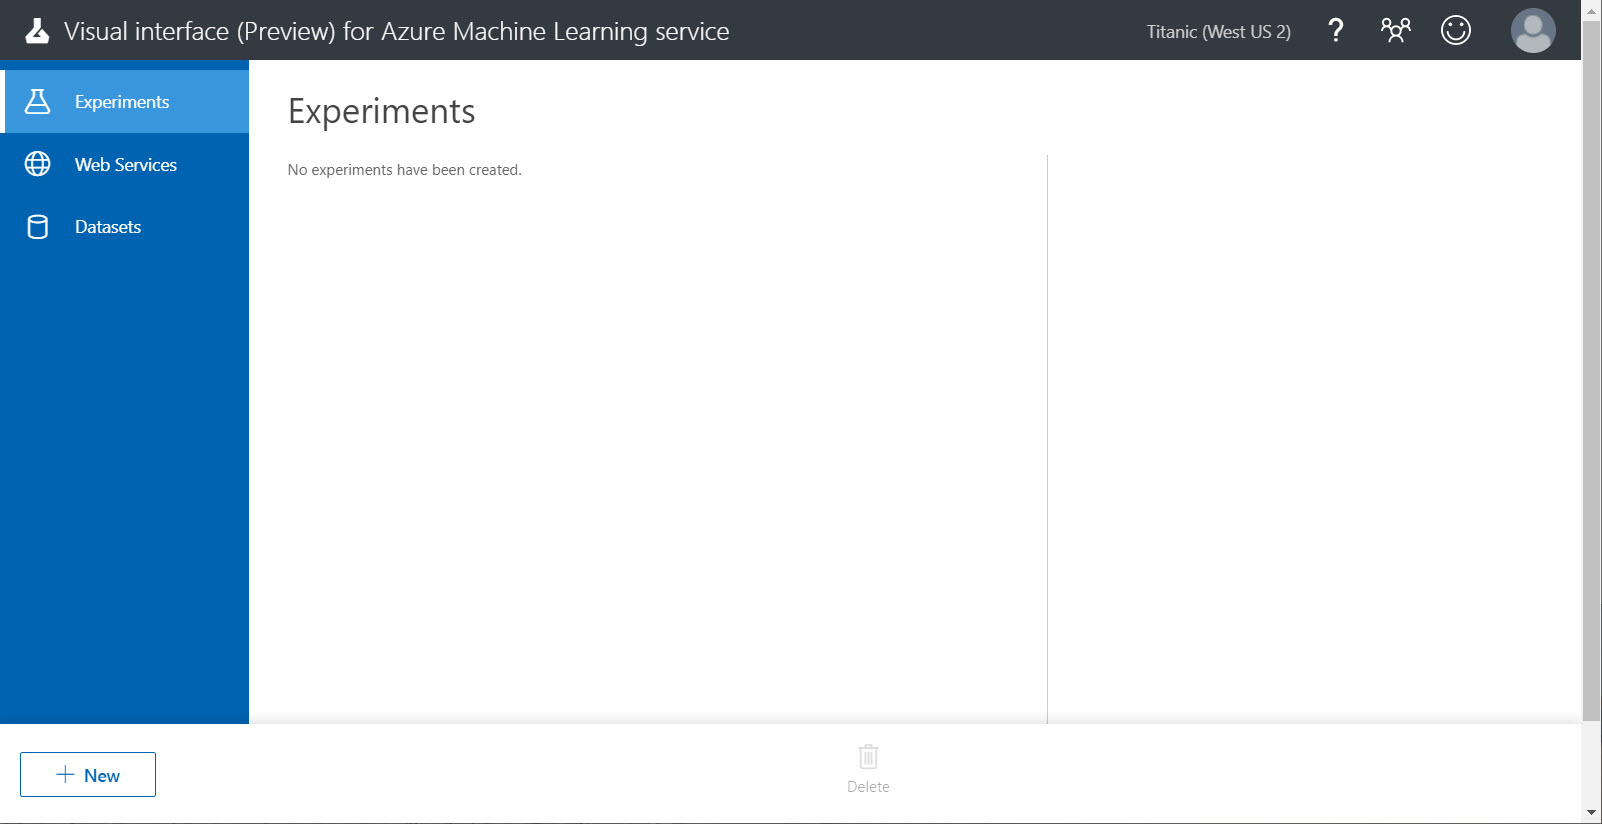 Visual interface (Preview) for Azure Machine Learning service
Titanic (West US 2)
?
Experiments
Web Services
Datasets
Experiments
No experiments have been created.
New
Delete